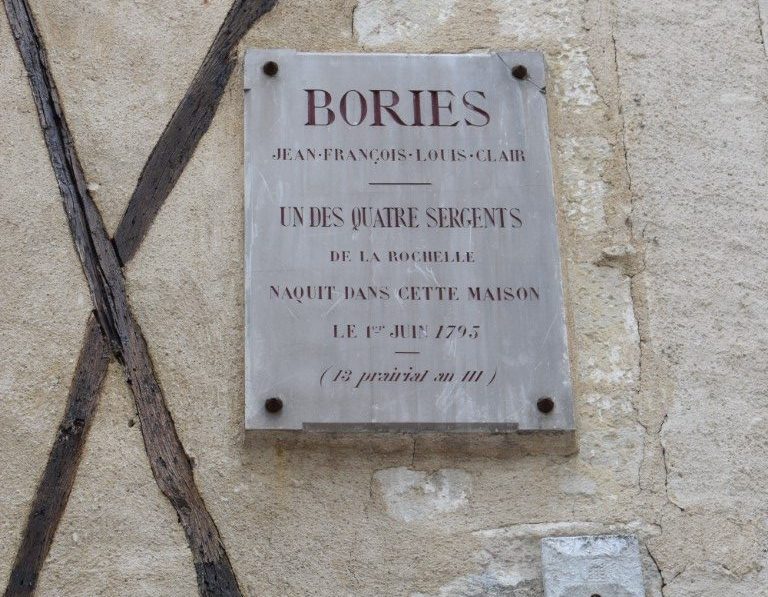 BORIES
JEAN·FRANÇOIS·LOUIS·CLAIR
UN DES QUATRE SERGENTS
DE LA ROCHELLE
NAQUIT DANS CETTE MAISON
LE 1er JUIN 1795
(13 prairial an III)